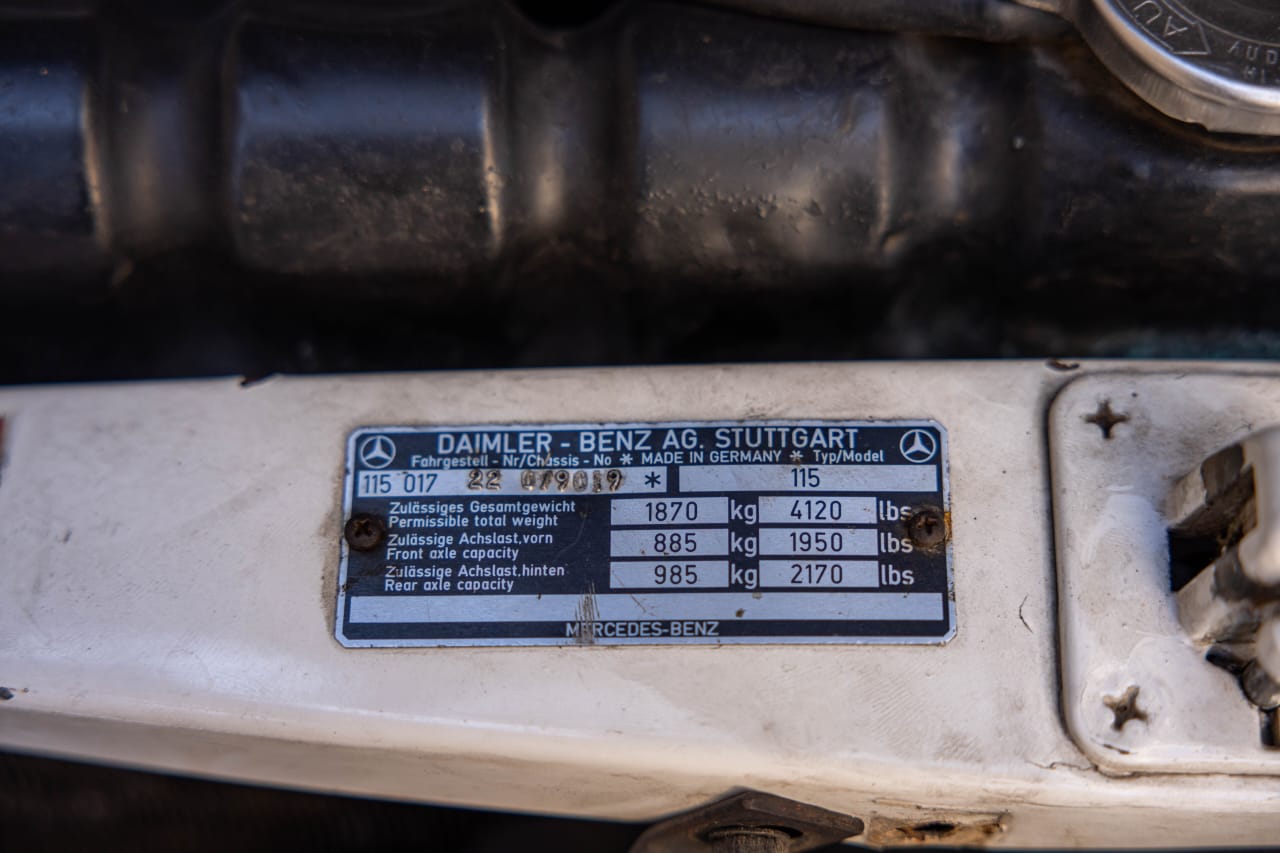 DAIMLER - BENZ AG. STUTTGART
Fahrgestell - Nr/Chassis - No * MADE IN GERMANY * Typ/Model
115 017 22 079019 * 115
Zulässiges Gesamtgewicht
Permissible total weight 1870 kg 4120 lbs
Zulässige Achslast,vorn
Front axle capacity 885 kg 1950 lbs
Zulässige Achslast,hinten
Rear axle capacity 985 kg 2170 lbs
MERCEDES-BENZ